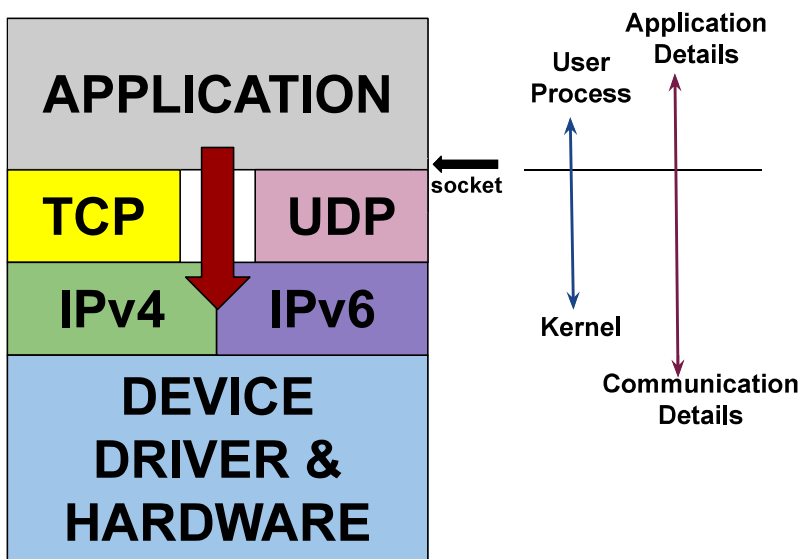 APPLICATION
TCP
UDP
IPv4
IPv6
DEVICE
DRIVER &
HARDWARE
socket
User
Process
Kernel
Application
Details
Communication
Details